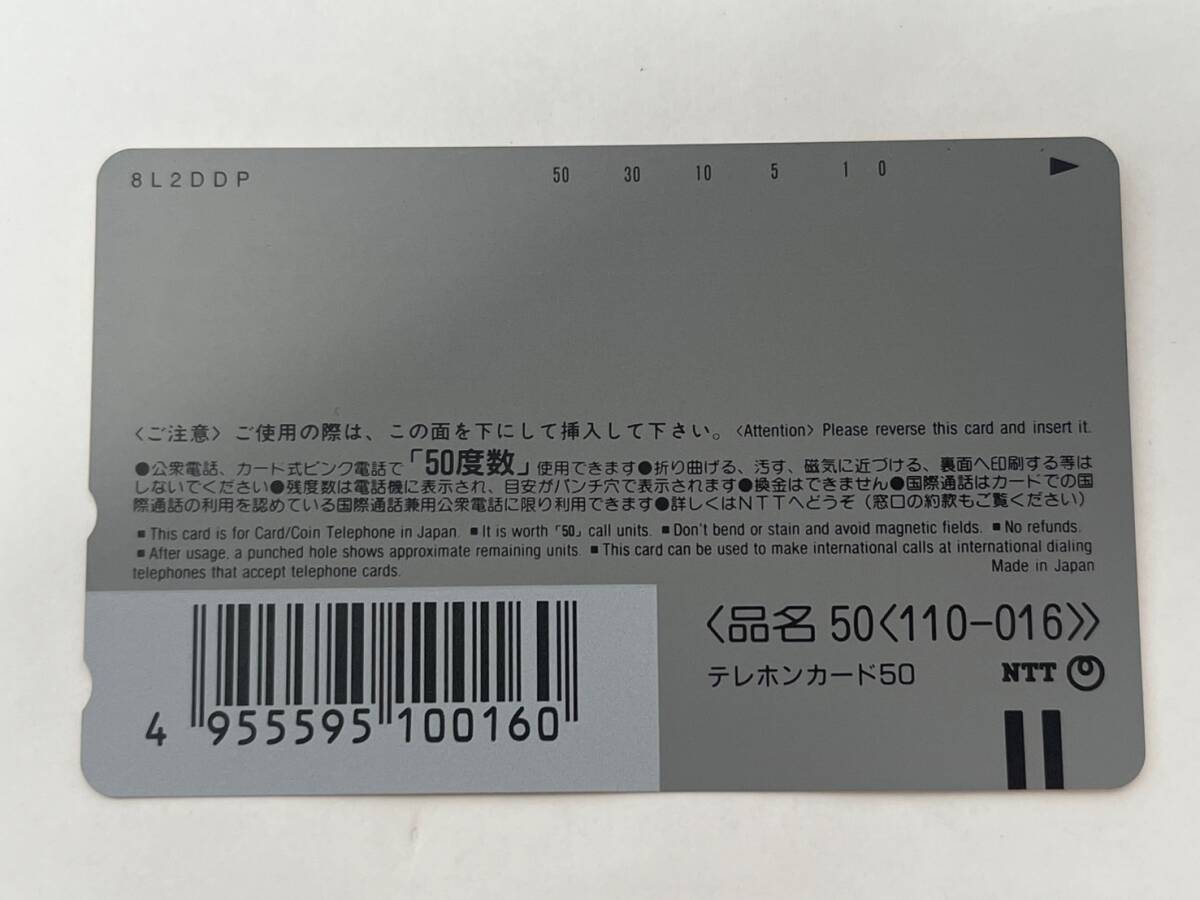 8L2DDP 50 30 10 5 1 0
〈ご注意〉ご使用の際は、この面を下にして挿入して下さい。〈Attention〉Please reverse this card and insert it.
●公衆電話、カード式ピンク電話で「50度数」使用できます●折り曲げる、汚す、磁気に近づける、裏面へ印刷する等は
しないでください●残度数は電話機に表示され、目安がパンチ穴で表示されます●換金はできません●国際通話はカードでの国
際通話の利用を認めている国際通話兼用公衆電話に限り利用できます●詳しくはNTTへどうぞ（窓口の約款もご覧ください）
■This card is for Card/Coin Telephone in Japan. ■It is worth「50」call units. ■Don't bend or stain and avoid magnetic fields. ■No refunds.
■After usage, a punched hole shows approximate remaining units. ■This card can be used to make international calls at international dialing
telephones that accept telephone cards. Made in Japan
〈品名 50〈110-016〉〉
テレホンカード50 NTT
4 955595 100160